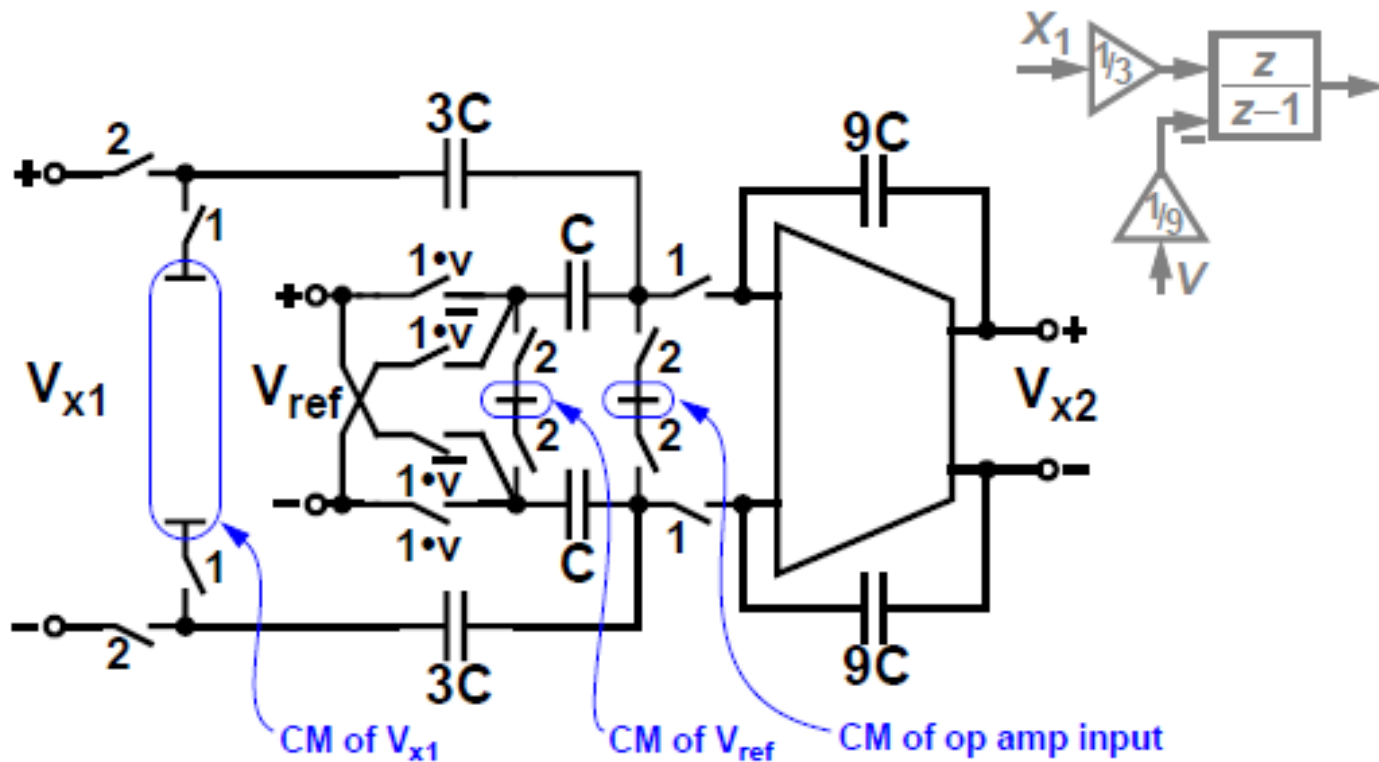 X1
1/3
z
z−1
1/9
V
3C
9C
+
2
1
C
1•v
1
+
1•v̅
2
2
+
Vx1
Vref
Vx2
2
2
−
1•v̅
−
1•v
C
1
1
−
2
3C
9C
CM of Vx1
CM of Vref
CM of op amp input